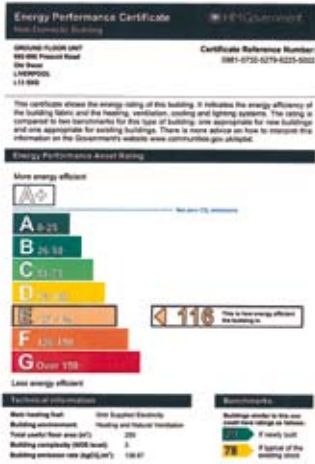 Energy Performance Certificate
HM Government
Non-Domestic Building
GROUND FLOOR UNIT
Prescot Road
Old Swan
LIVERPOOL
Certificate Reference Number:
This certificate shows the energy rating of this building. It indicates the energy efficiency of
the building fabric and the heating, ventilation, cooling and lighting systems. The rating is
compared to two benchmarks for this type of building: one appropriate for new buildings
and one appropriate for existing buildings. There is more advice on how to interpret this
information on the Government's website www.communities.gov.uk/epbd.
Energy Performance Asset Rating
More energy efficient
A+
Net zero CO₂ emissions
A 0-25
B 26-50
C 51-75
D
E
F 126-150
G Over 150
116 This is how energy efficient
the building is.
Less energy efficient
Technical information
Main heating fuel: Grid Supplied Electricity
Building environment: Heating and Natural Ventilation
Total useful floor area (m²):
Building complexity (NOS level): 3
Building emission rate (kgCO₂/m²):
Benchmarks
Buildings similar to this one
could have ratings as follows:
If newly built
78 If typical of the
existing stock